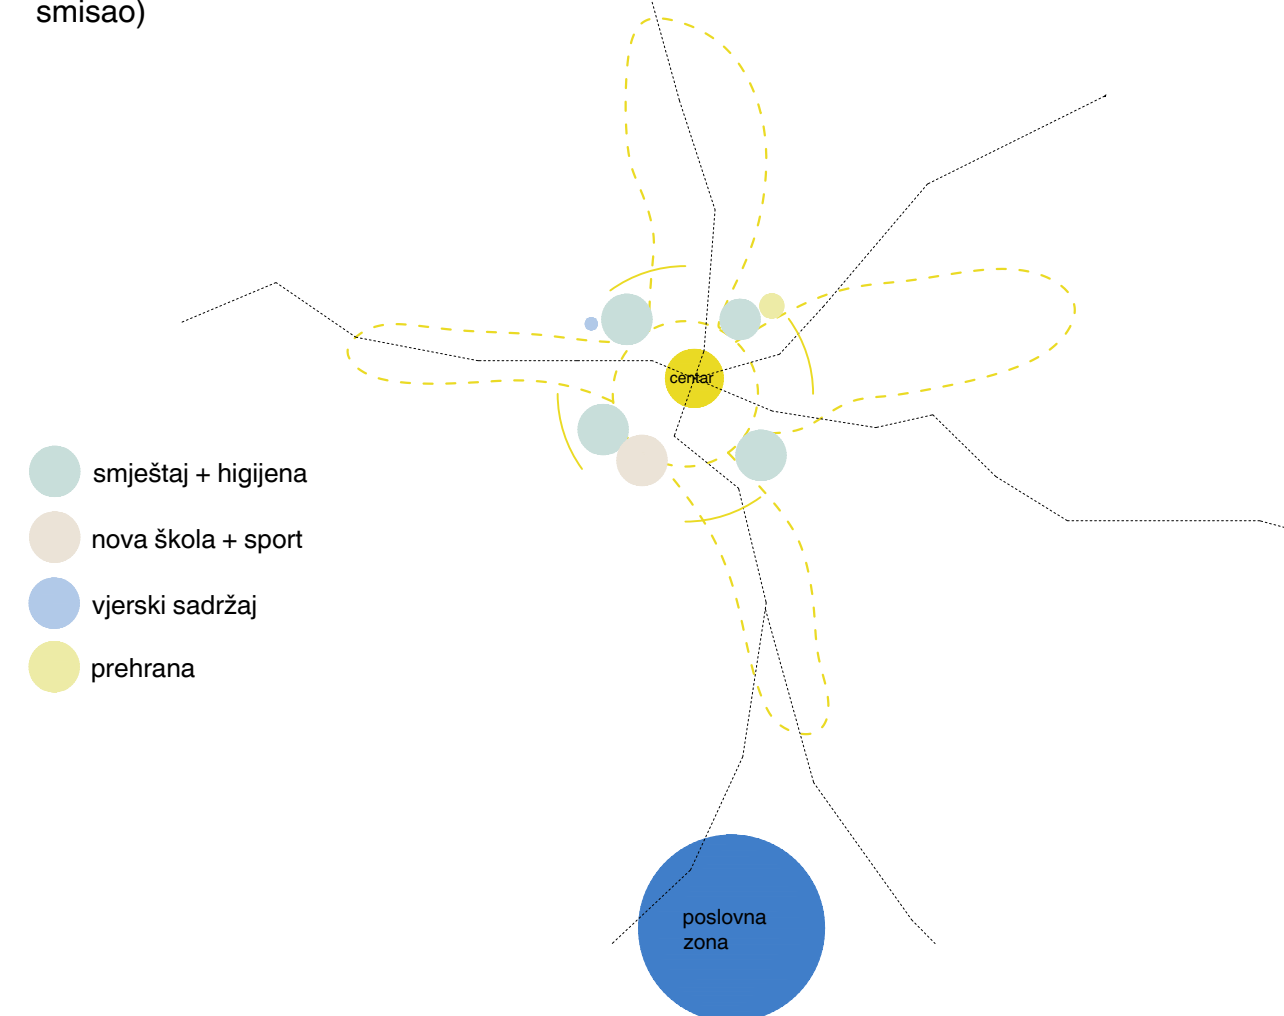 smisao)
centar
smještaj + higijena
nova škola + sport
vjerski sadržaj
prehrana
poslovna
zona